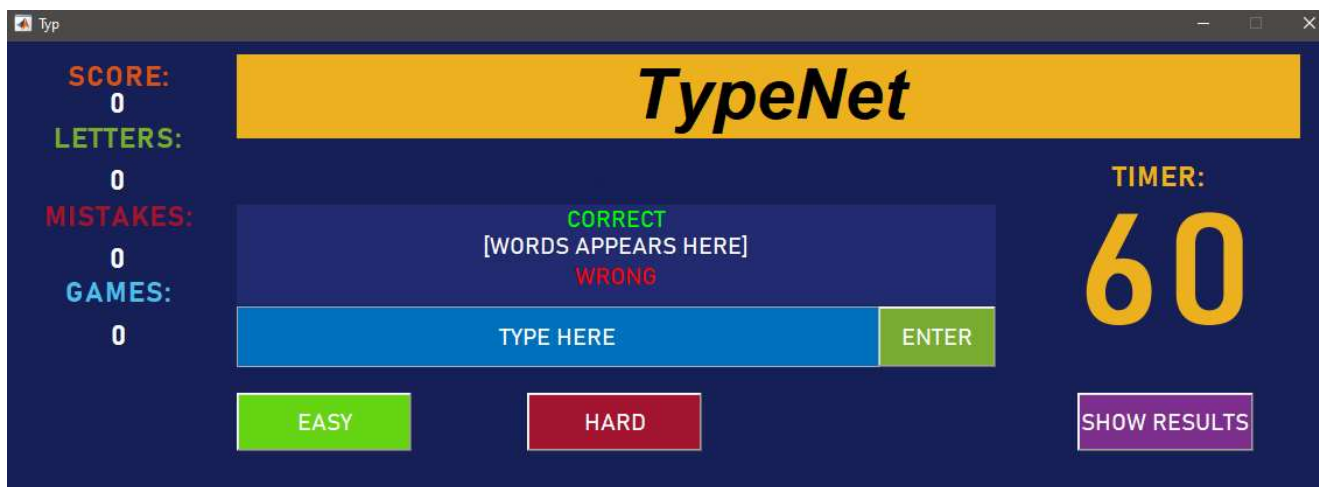 Typ
SCORE:
0
LETTERS:
0
MISTAKES:
0
GAMES:
0
TypeNet
CORRECT
[WORDS APPEARS HERE]
WRONG
TYPE HERE
ENTER
EASY
HARD
TIMER:
60
SHOW RESULTS